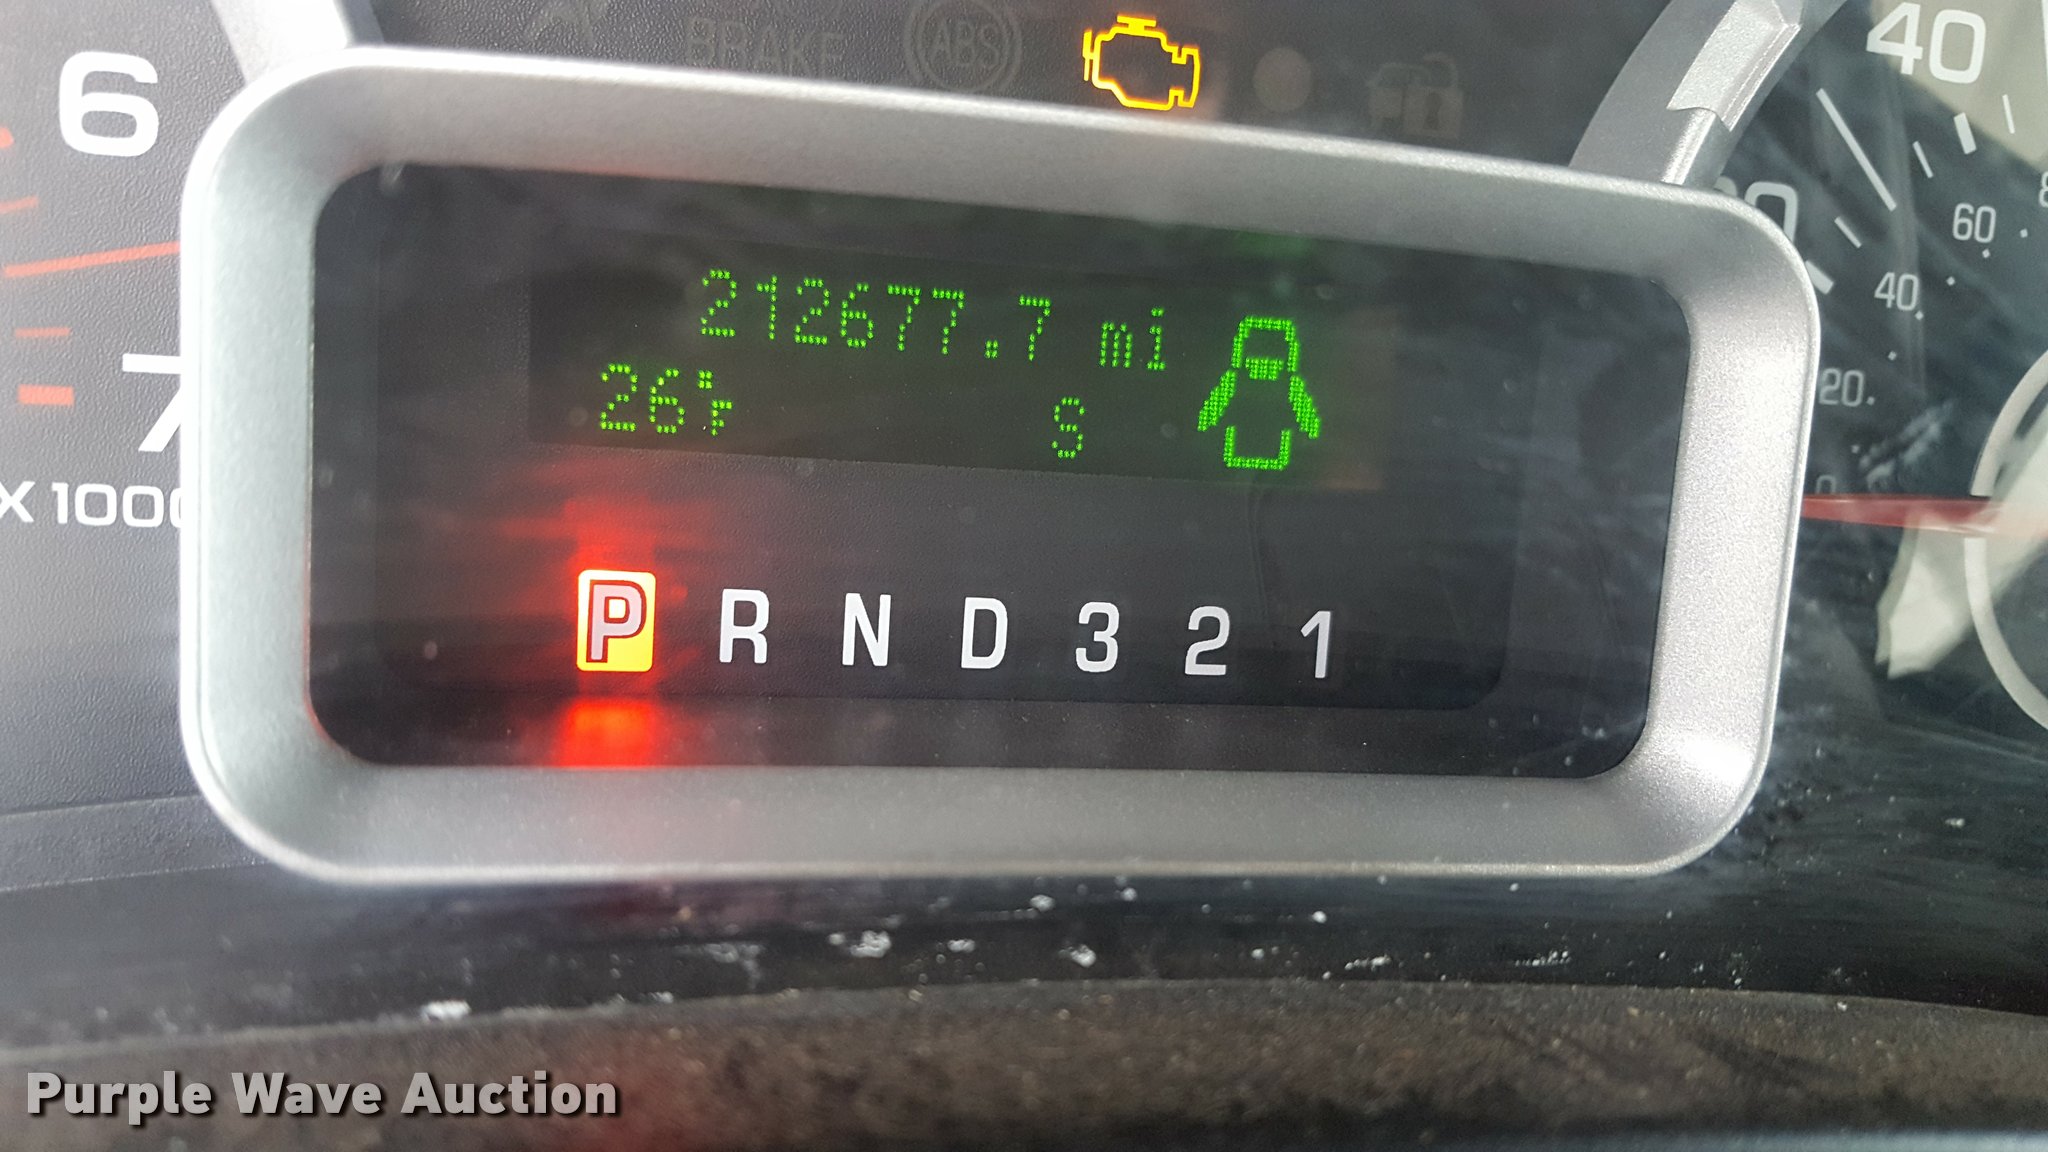 BRAKE ABS
40
6
60
40
20
0
212677.7 mi
26°F S
7
X 1000
P R N D 3 2 1
Purple Wave Auction